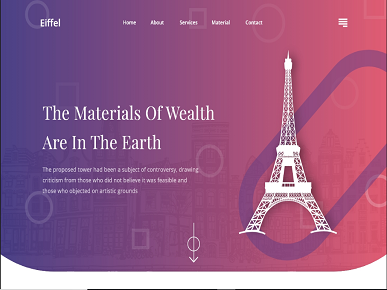 Eiffel
Home About Services Material Contact
The Materials Of Wealth
Are In The Earth
The proposed tower had been a subject of controversy, drawing
criticism from those who did not believe it was feasible and
those who objected on artistic grounds